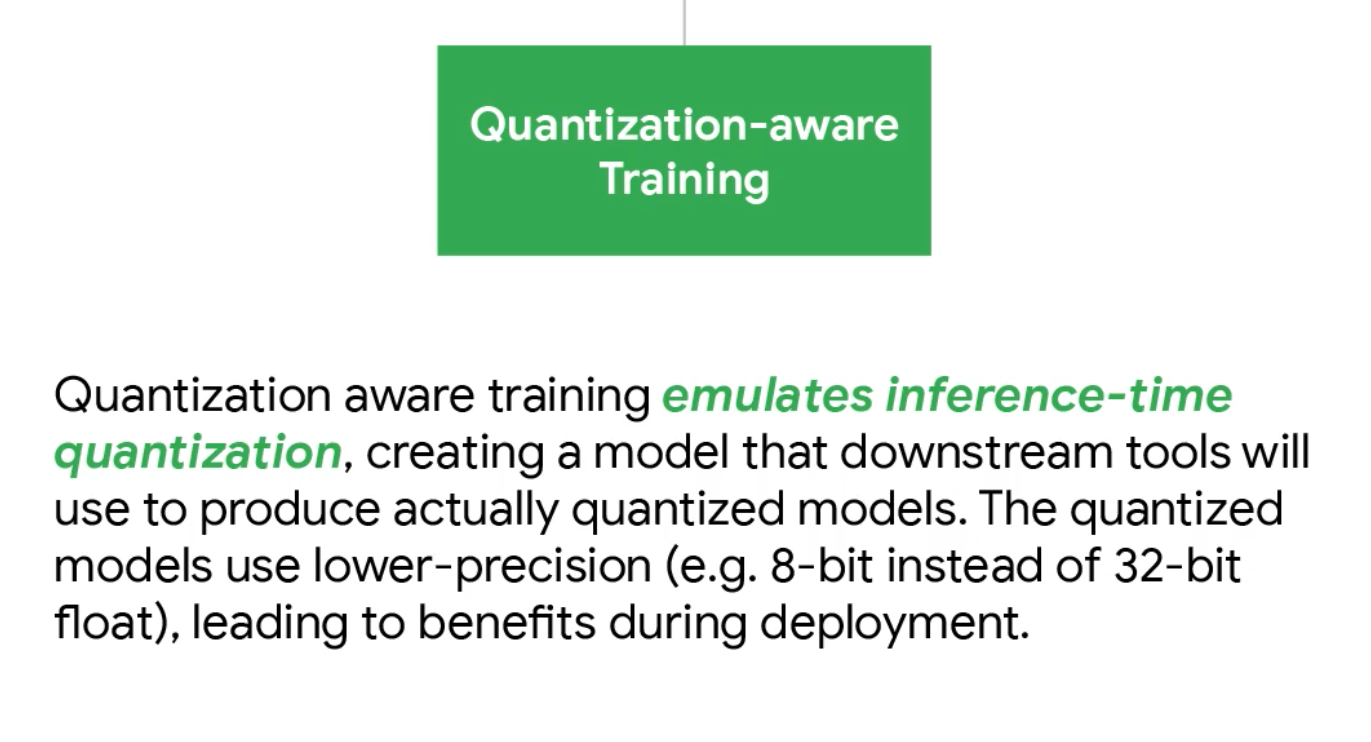 Quantization-aware
Training
Quantization aware training emulates inference-time
quantization, creating a model that downstream tools will
use to produce actually quantized models. The quantized
models use lower-precision (e.g. 8-bit instead of 32-bit
float), leading to benefits during deployment.